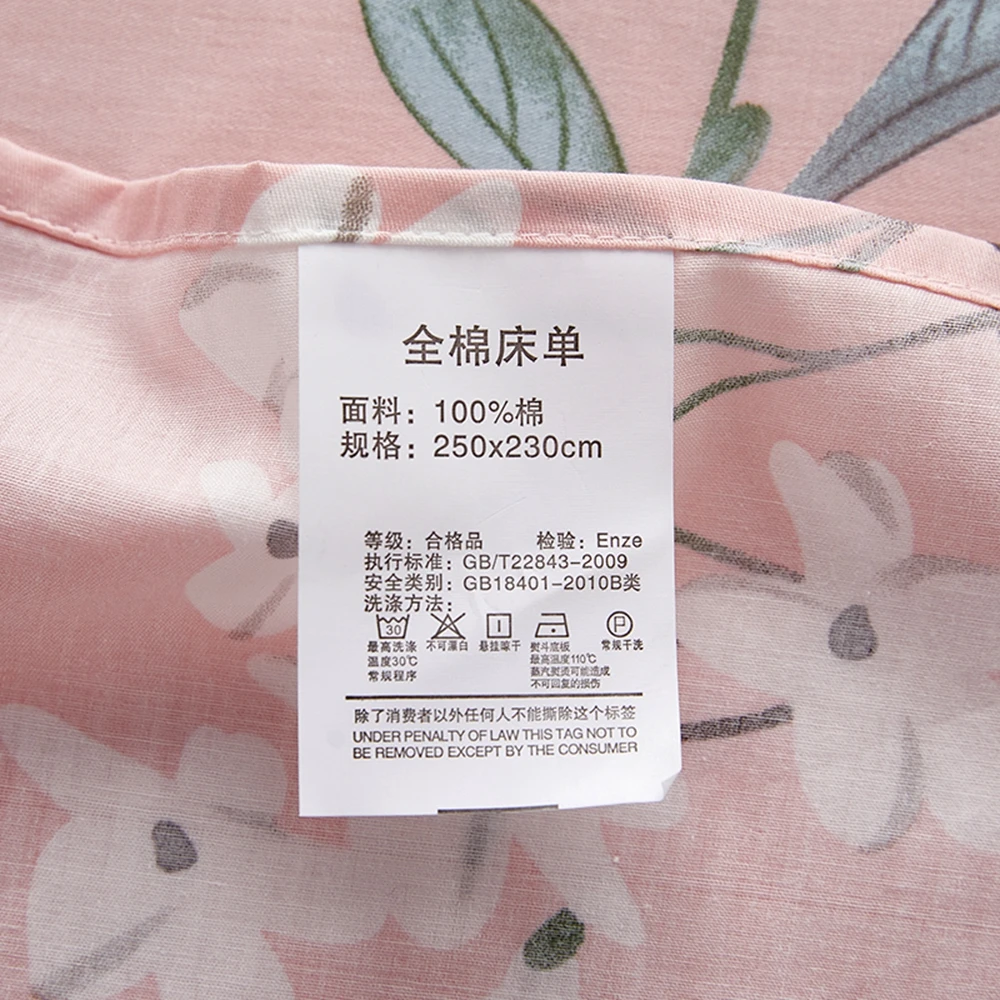 全棉床单
面料：100%棉
规格：250x230cm
等级：合格品 检验：Enze
执行标准：GB/T22843-2009
安全类别：GB18401-2010B类
洗涤方法：
30 P
最高洗涤 不可漂白 悬挂晾干 熨斗底板 常规干洗
温度30℃ 最高温度110℃
常规程序 蒸汽熨烫可能造成
不可回复的损伤
除了消费者以外任何人不能撕除这个标签
UNDER PENALTY OF LAW THIS TAG NOT TO
BE REMOVED EXCEPT BY THE CONSUMER